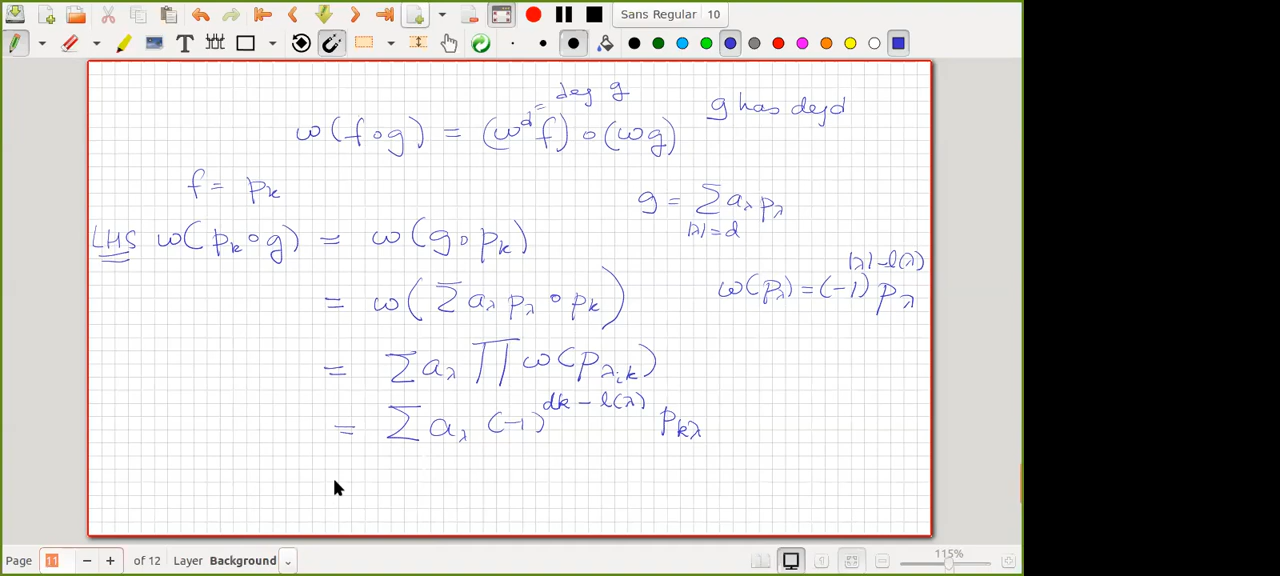 Sans Regular 10
= deg g
g has deg d
ω(f∘g) = (ω^d f) ∘ (ωg)
f = p_k
g = ∑_{|λ|=d} a_λ p_λ
LHS ω(p_k∘g) = ω(g∘p_k)
ω(p_λ) = (-1)^{|λ|-l(λ)} p_λ
= ω(∑ a_λ p_λ ∘ p_k)
= ∑ a_λ ∏ ω(p_{λ_i k})
= ∑ a_λ (-1)^{dk - l(λ)} p_{kλ}
Page 11 of 12 Layer Background 115%